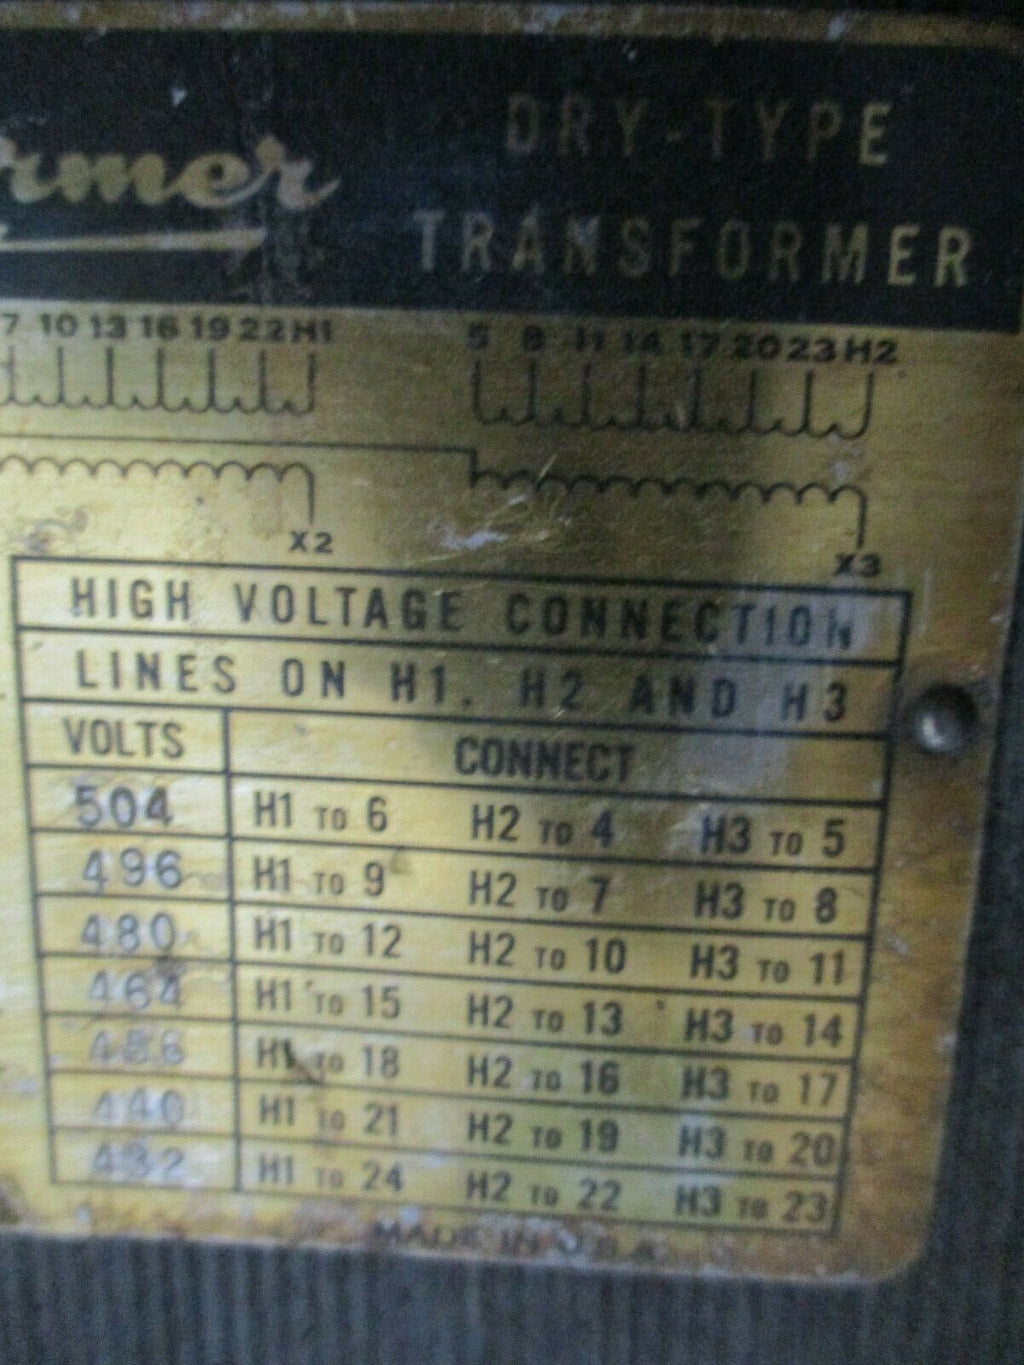 DRY-TYPE
TRANSFORMER
7 10 13 16 19 22 H1 5 8 11 14 17 20 23 H2
X2 X3
HIGH VOLTAGE CONNECTION
LINES ON H1, H2 AND H3
VOLTS CONNECT
504 H1 TO 6 H2 TO 4 H3 TO 5
496 H1 TO 9 H2 TO 7 H3 TO 8
480 H1 TO 12 H2 TO 10 H3 TO 11
464 H1 TO 15 H2 TO 13 H3 TO 14
H1 TO 18 H2 TO 16 H3 TO 17
440 H1 TO 21 H2 TO 19 H3 TO 20
432 H1 TO 24 H2 TO 22 H3 TO 23
MADE IN U.S.A.